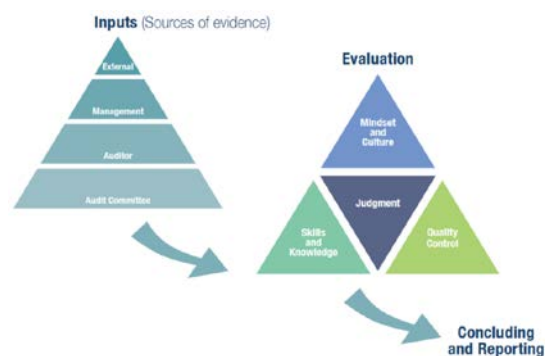 Inputs (Sources of evidence)
External
Management
Auditor
Audit Committee
Evaluation
Mindset
and
Culture
Judgment
Skills
and
Knowledge
Quality
Control
Concluding
and Reporting